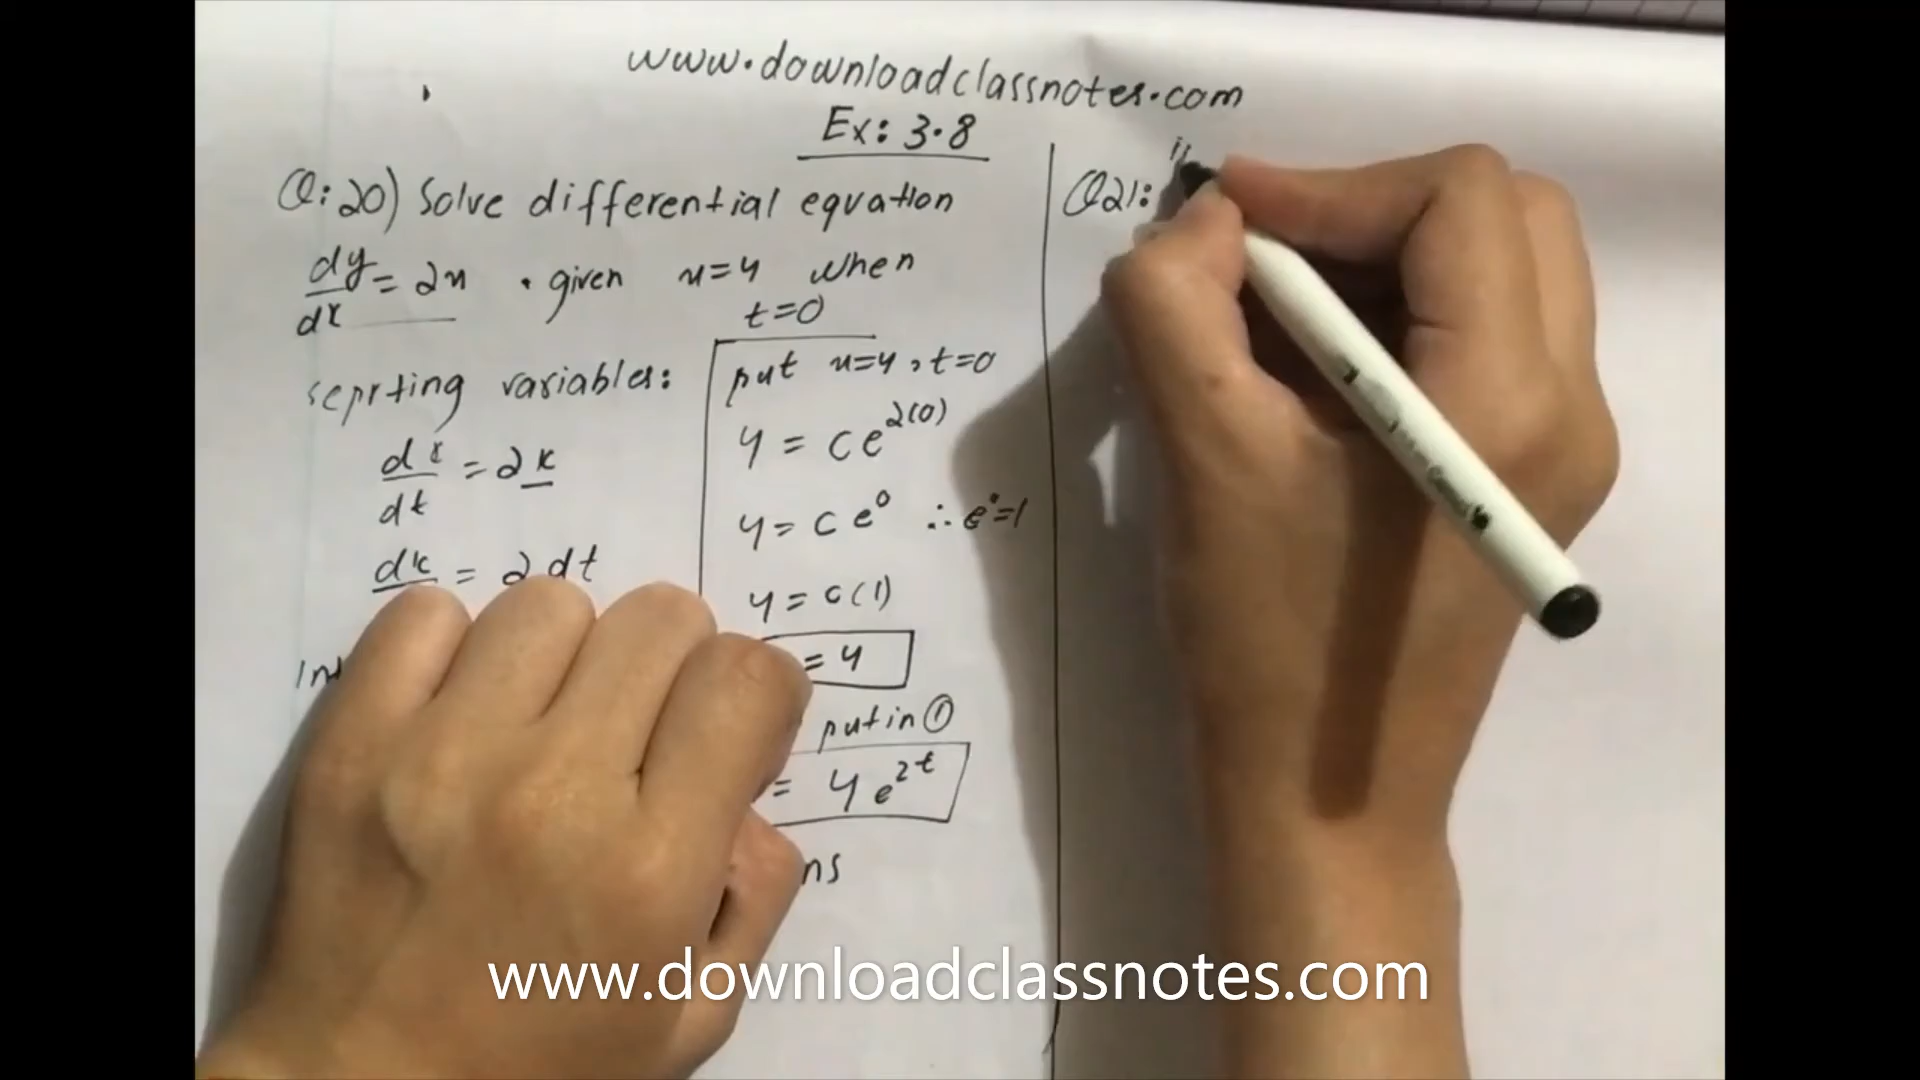 www.downloadclassnotes.com
Ex: 3.8
Q:20) Solve differential equation
dy/dx = 2x . given x=4 when
t=0
seprting variables:
dx/dt = 2x
dx = 2dt
put x=4, t=0
4 = ce^2(0)
4 = c e^0 ∴ e°=1
4 = c(1)
= 4
put in ①
= 4e^2t
ns
Q21:
www.downloadclassnotes.com